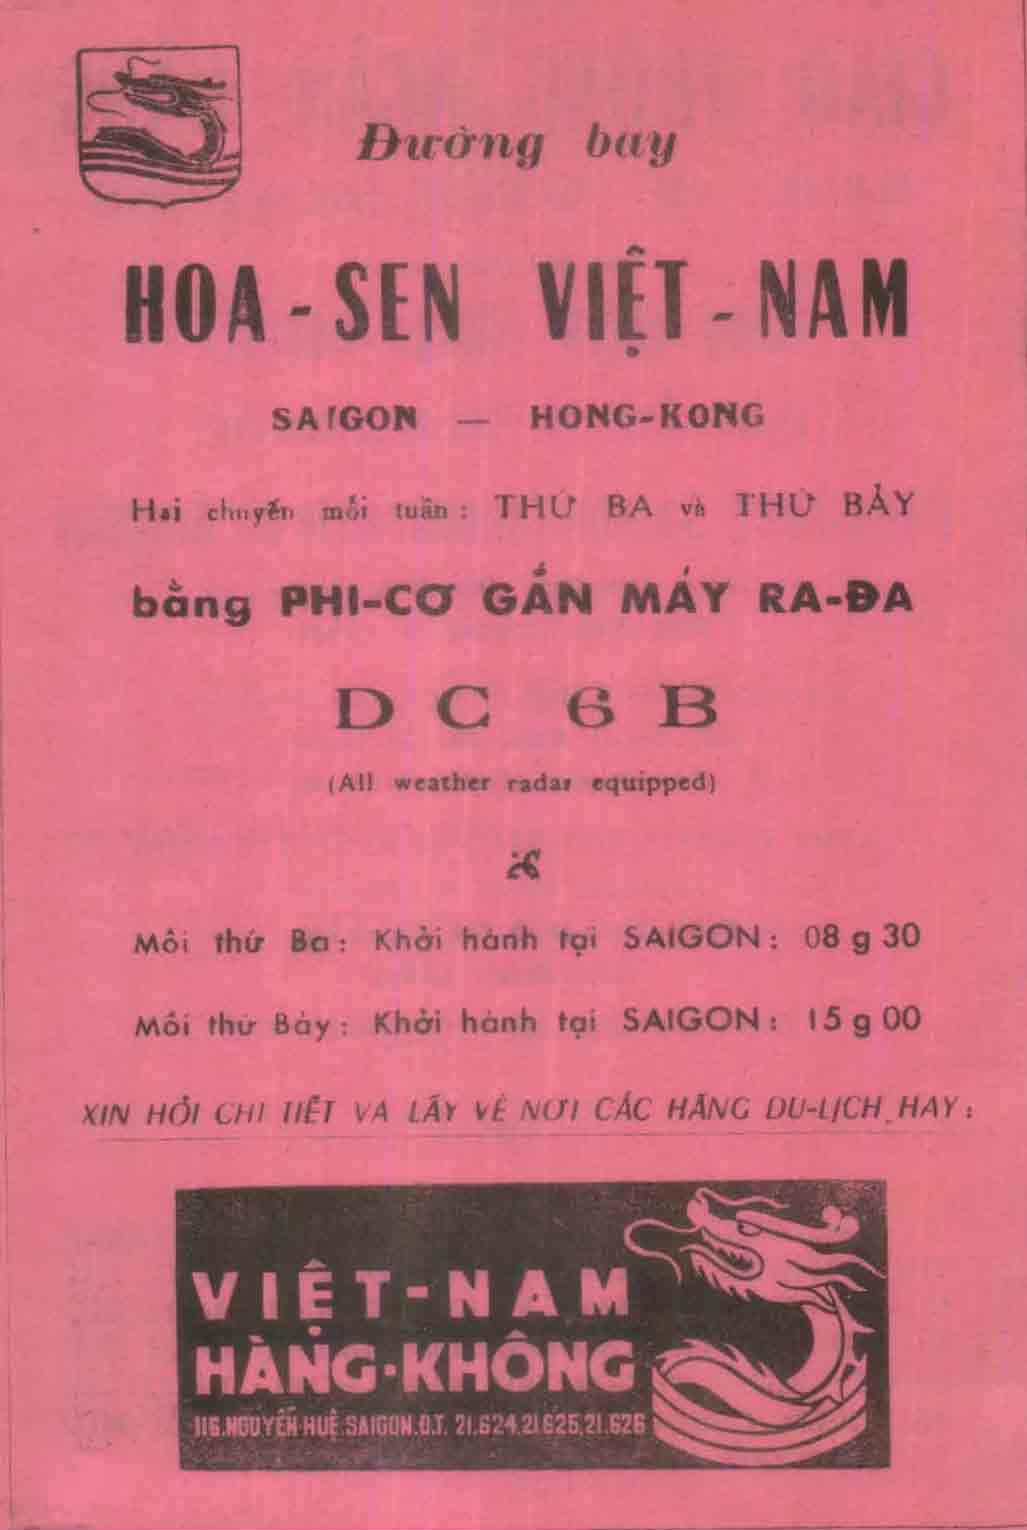 Đường bay
HOA-SEN VIỆT-NAM
SAIGON — HONG-KONG
Hai chuyến mỗi tuần: THỨ BA và THỨ BẢY
bằng PHI-CƠ GẮN MÁY RA-ĐA
DC 6B
(All weather radar equipped)
Mỗi thứ Ba: Khởi hành tại SAIGON: 08 g 30
Mỗi thứ Bảy: Khởi hành tại SAIGON: 15 g 00
XIN HỎI CHI TIẾT VÀ LẤY VÉ NƠI CÁC HÃNG DU-LỊCH, HAY:
VIỆT-NAM
HÀNG-KHÔNG
116.NGUYỄN-HUỆ.SAIGON.Đ.T. 21.624,21.625,21.626